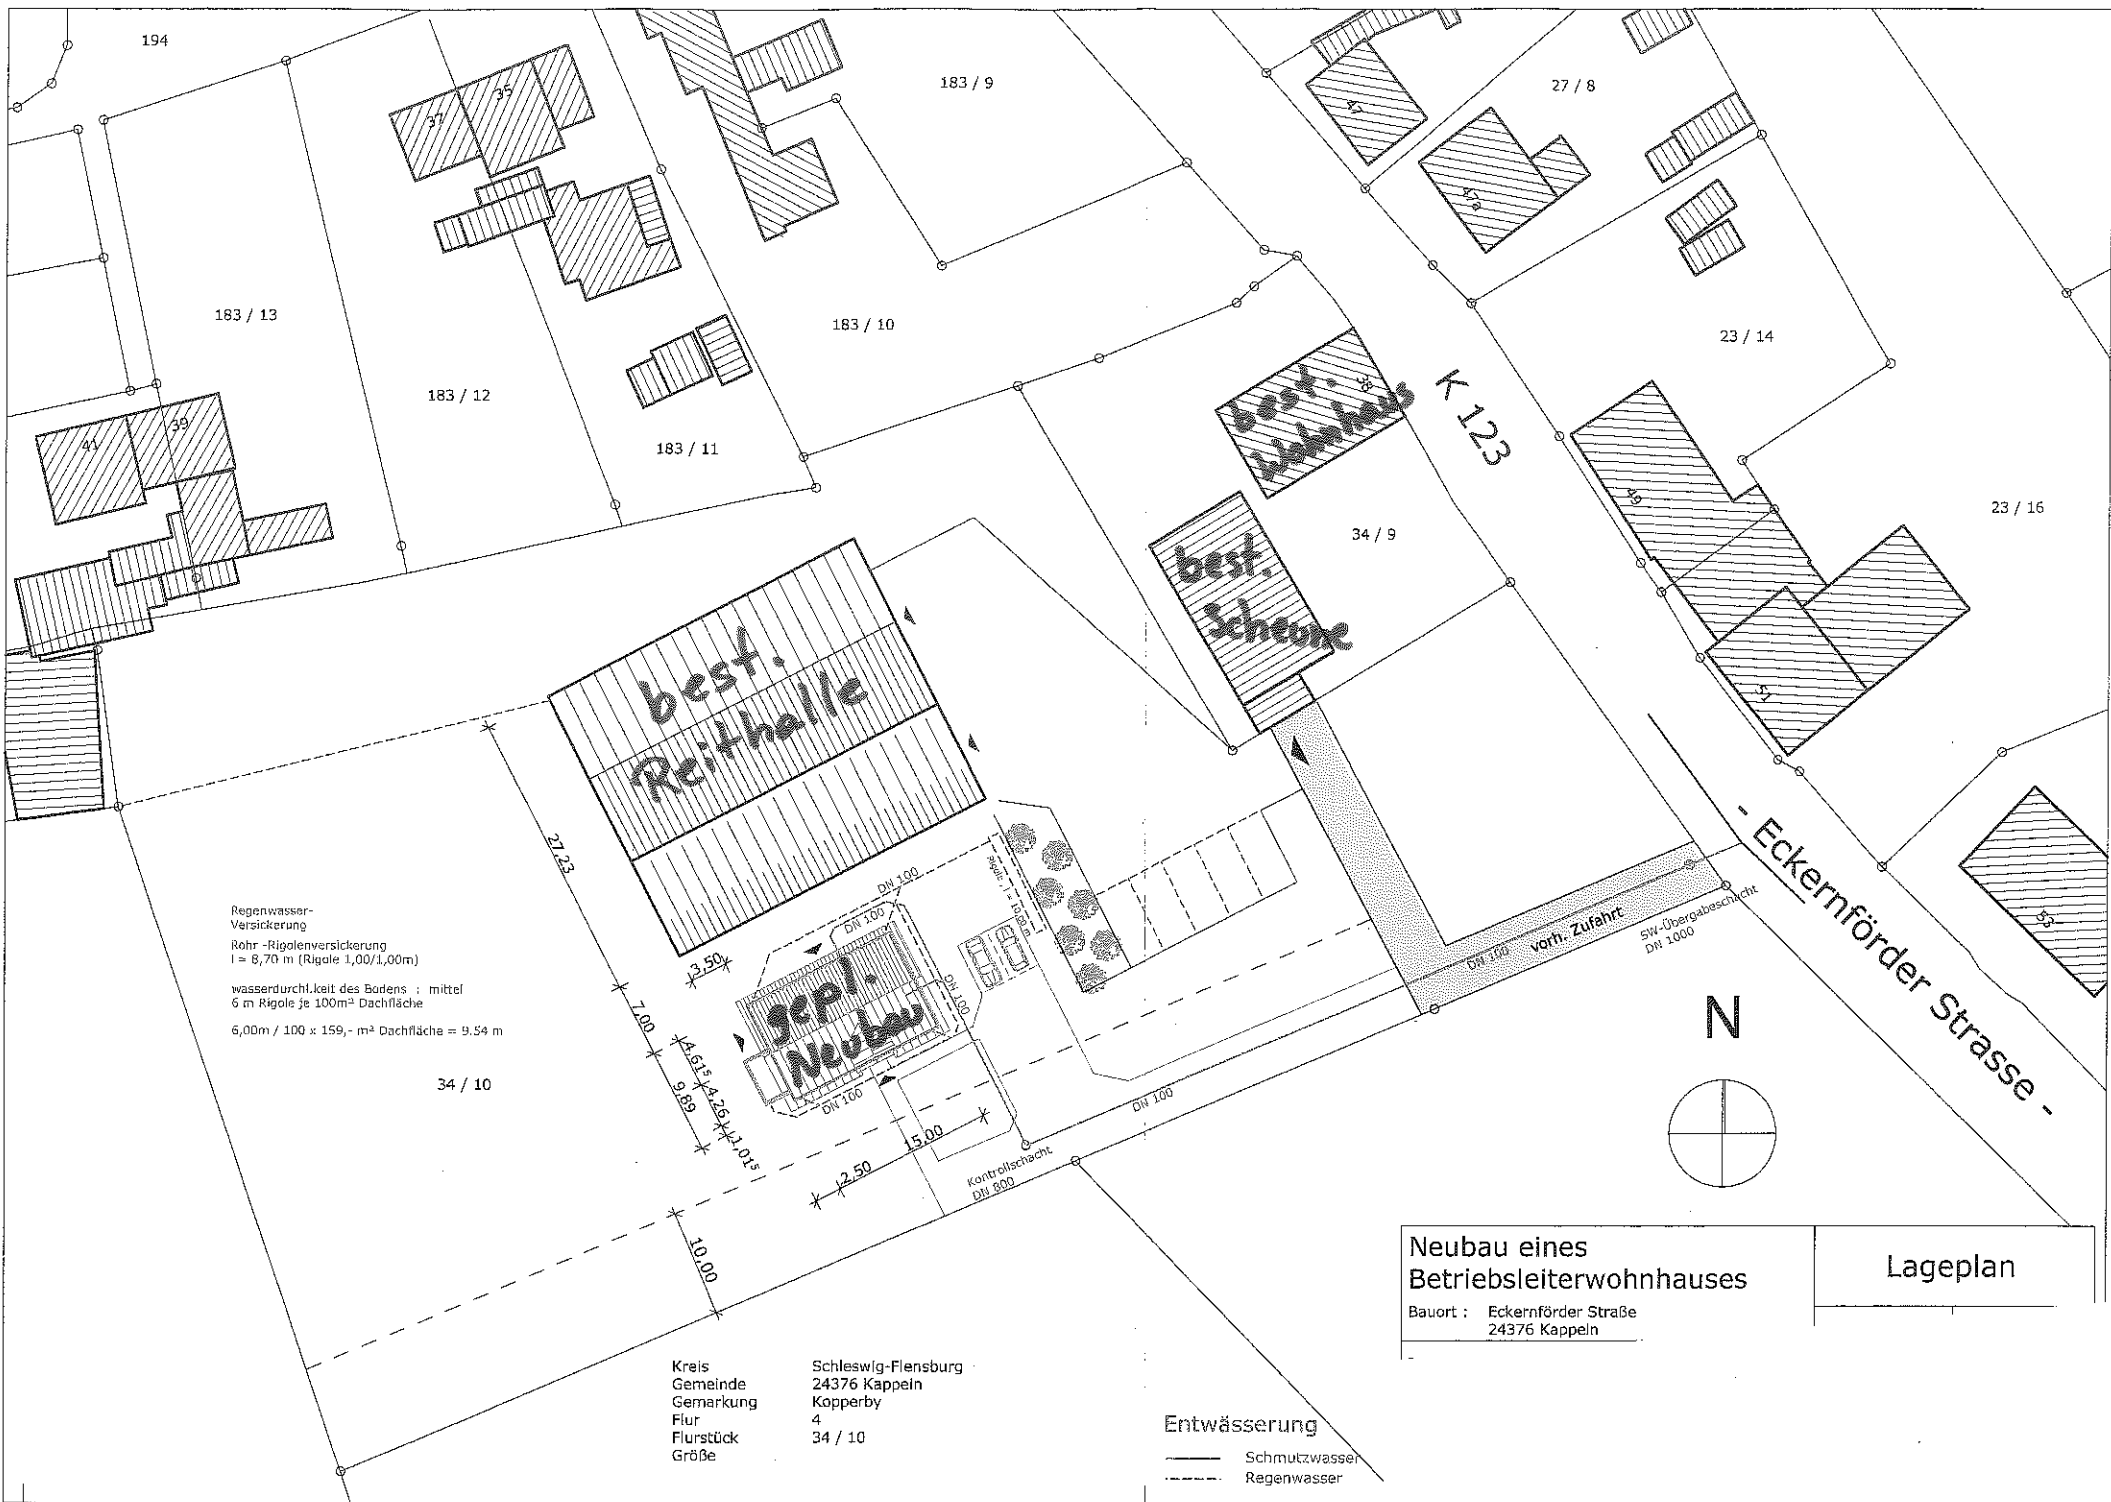 194
37
35
183 / 9
47
27 / 8
47a
183 / 13
183 / 10
23 / 14
183 / 12
38
best.
Wohnhaus
K 123
41
39
183 / 11
49
23 / 16
34 / 9
best.
Scheune
best.
Reithalle
51
27,23
- Eckernförder Strasse -
53
DN 100
DN 100
Regenwasser-
Versickerung
Rohr -Rigolenversickerung
l = 8,70 m (Rigole 1,00/1,00m)
wasserdurchl.keit des Bodens : mittel
6 m Rigole je 100m² Dachfläche
6,00m / 100 x 159,- m² Dachfläche = 9.54 m
3,50
gepl.
Neubau
DN 100
7,00
4,61⁵
4,26
1,01⁵
9,89
34 / 10
DN 100
vorh. Zufahrt
DN 100
SW-Übergabeschacht
DN 1000
N
DN 100
15,00
2,50
Kontrollschacht
DN 800
10,00
Neubau eines
Betriebsleiterwohnhauses
Bauort : Eckernförder Straße
24376 Kappeln
Lageplan
Kreis Schleswig-Flensburg
Gemeinde 24376 Kappeln
Gemarkung Kopperby
Flur 4
Flurstück 34 / 10
Größe
Entwässerung
Schmutzwasser
Regenwasser